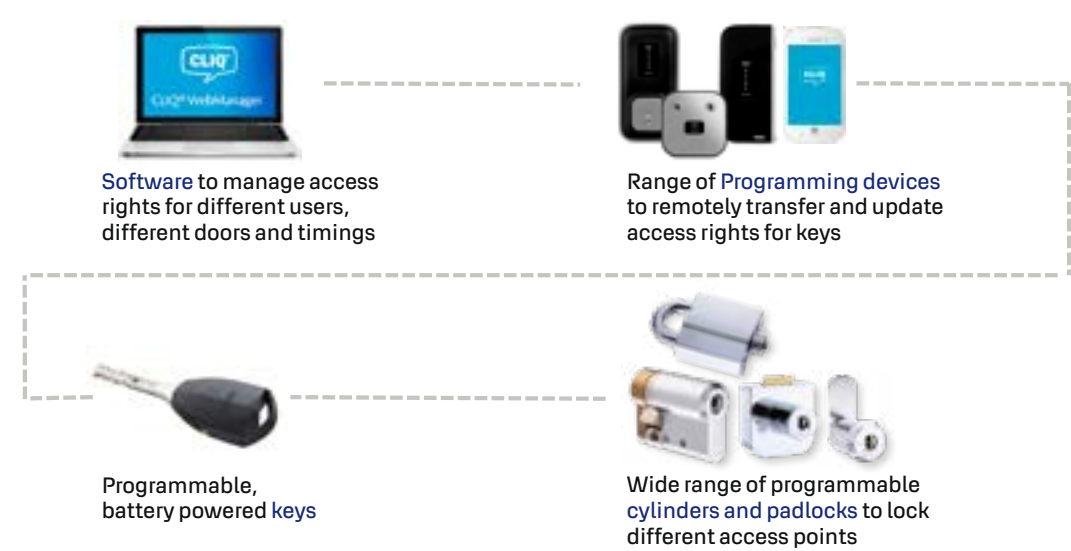 CLIQ
CLIQ® WebManager
CLIQ
Software to manage access
rights for different users,
different doors and timings
Range of Programming devices
to remotely transfer and update
access rights for keys
Programmable,
battery powered keys
Wide range of programmable
cylinders and padlocks to lock
different access points